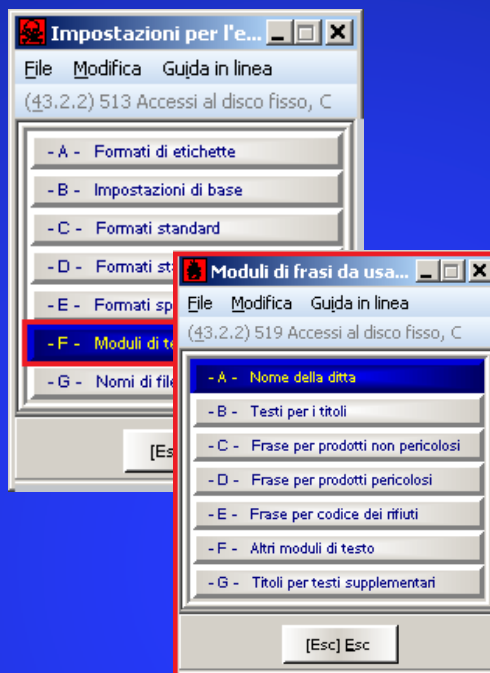 Impostazioni per l'e...
File Modifica Guida in linea
(43.2.2) 513 Accessi al disco fisso, C
- A - Formati di etichette
- B - Impostazioni di base
- C - Formati standard
- D - Formati
- E - Formati
- F - Moduli di
- G - Nomi di file
Moduli di frasi da usa...
File Modifica Guida in linea
(43.2.2) 519 Accessi al disco fisso, C
- A - Nome della ditta
- B - Testi per i titoli
- C - Frase per prodotti non pericolosi
- D - Frase per prodotti pericolosi
- E - Frase per codice dei rifiuti
- F - Altri moduli di testo
- G - Titoli per testi supplementari
[Esc] Esc